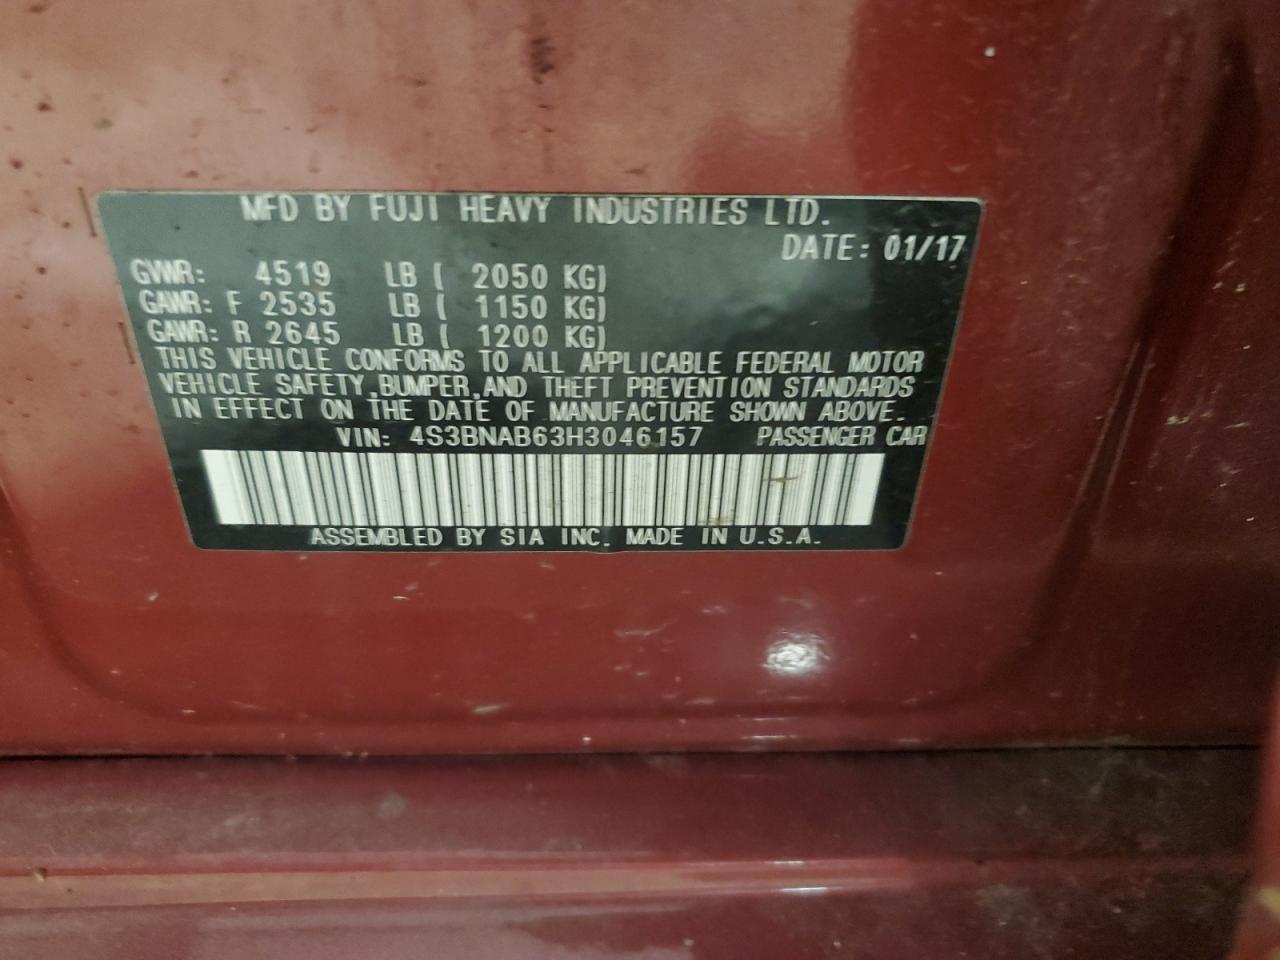 MFD BY FUJI HEAVY INDUSTRIES LTD.
DATE: 01/17
GVWR: 4519 LB ( 2050 KG)
GAWR: F 2535 LB ( 1150 KG)
GAWR: R 2645 LB ( 1200 KG)
THIS VEHICLE CONFORMS TO ALL APPLICABLE FEDERAL MOTOR
VEHICLE SAFETY,BUMPER,AND THEFT PREVENTION STANDARDS
IN EFFECT ON THE DATE OF MANUFACTURE SHOWN ABOVE.
VIN: 4S3BNAB63H3046157 PASSENGER CAR
ASSEMBLED BY SIA INC. MADE IN U.S.A.